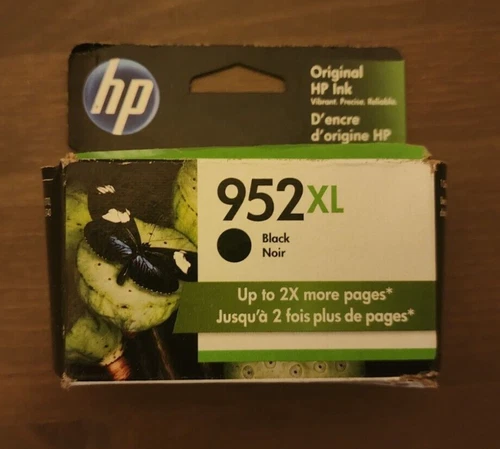 hp
Original
HP Ink
Vibrant. Precise. Reliable.
D'encre
d'origine HP
952XL
Black
Noir
Up to 2X more pages*
Jusqu'à 2 fois plus de pages*